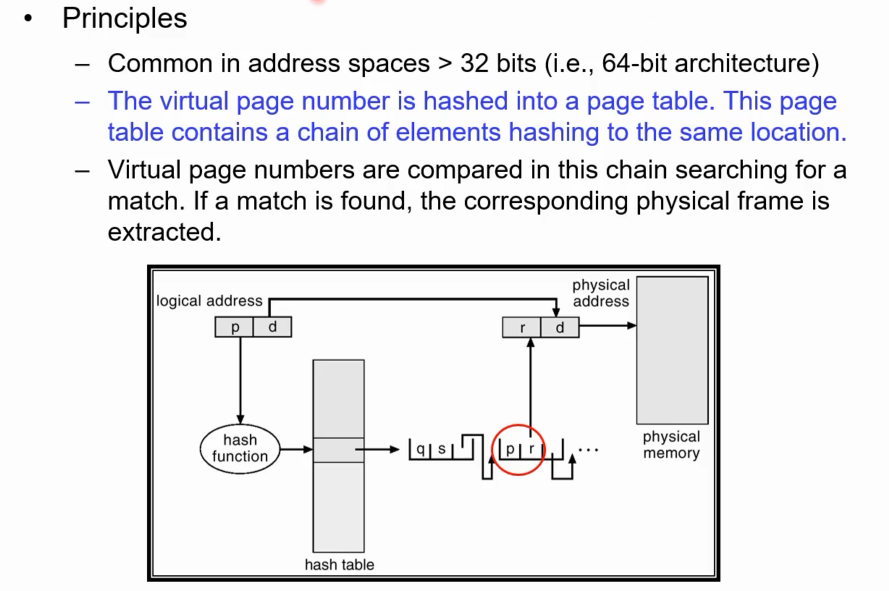 • Principles
– Common in address spaces > 32 bits (i.e., 64-bit architecture)
– The virtual page number is hashed into a page table. This page
table contains a chain of elements hashing to the same location.
– Virtual page numbers are compared in this chain searching for a
match. If a match is found, the corresponding physical frame is
extracted.
logical address
physical
address
p d
r d
hash
function
q s
p r
...
physical
memory
hash table